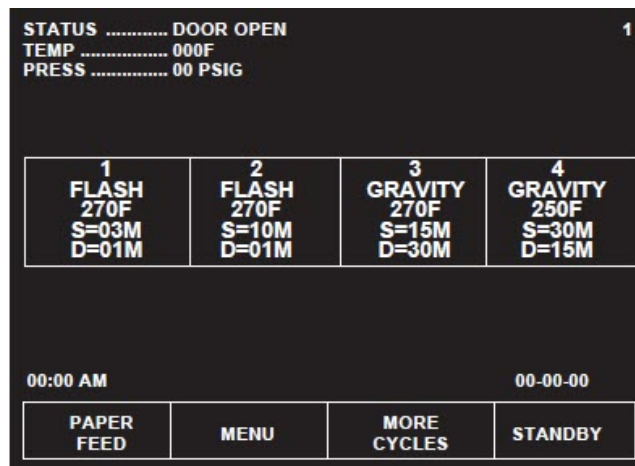 STATUS ............ DOOR OPEN 1
TEMP ................. 000F
PRESS ............... 00 PSIG
1 2 3 4
FLASH FLASH GRAVITY GRAVITY
270F 270F 270F 250F
S=03M S=10M S=15M S=30M
D=01M D=01M D=30M D=15M
00:00 AM 00-00-00
PAPER FEED MENU MORE CYCLES STANDBY